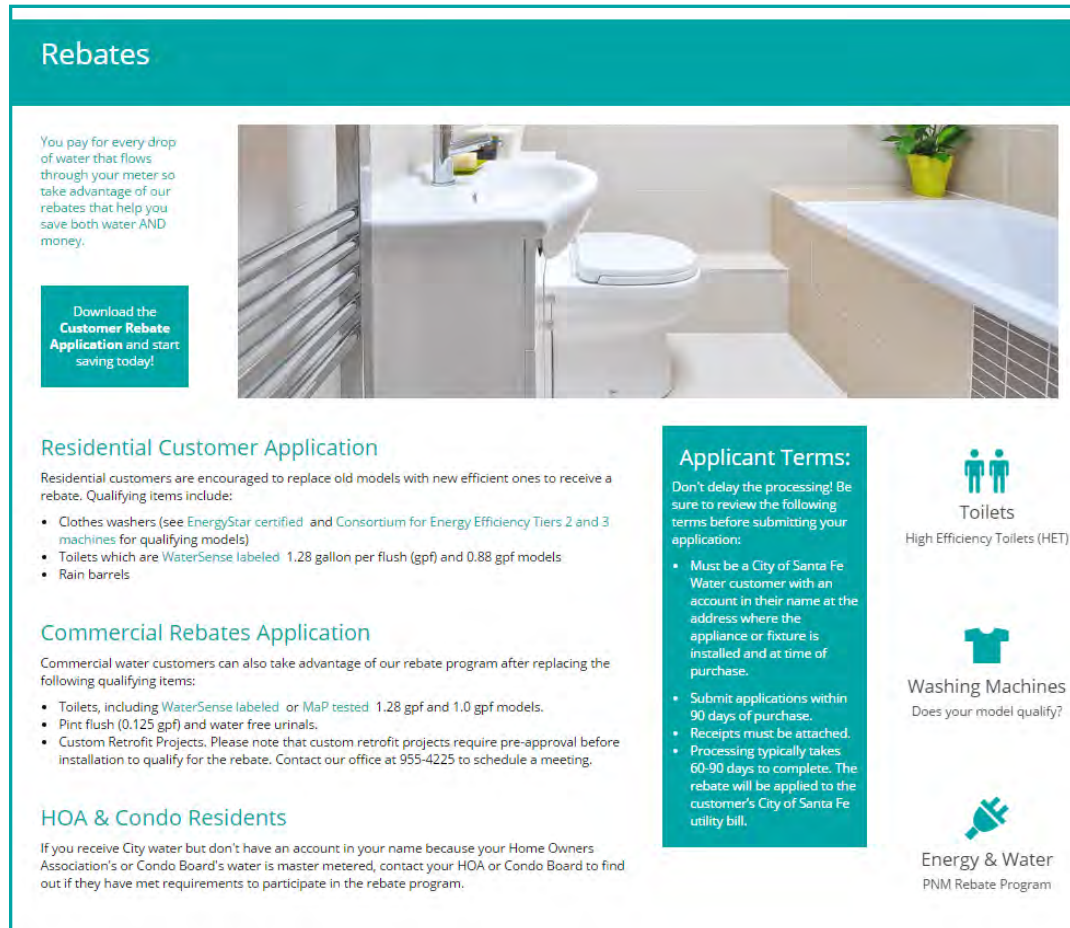 Rebates
You pay for every drop
of water that flows
through your meter so
take advantage of our
rebates that help you
save both water AND
money.
Download the
Customer Rebate
Application and start
saving today!
Residential Customer Application
Residential customers are encouraged to replace old models with new efficient ones to receive a
rebate. Qualifying items include:
• Clothes washers (see EnergyStar certified and Consortium for Energy Efficiency Tiers 2 and 3
machines for qualifying models)
• Toilets which are WaterSense labeled 1.28 gallon per flush (gpf) and 0.88 gpf models
• Rain barrels
Commercial Rebates Application
Commercial water customers can also take advantage of our rebate program after replacing the
following qualifying items:
• Toilets, including WaterSense labeled or MaP tested 1.28 gpf and 1.0 gpf models.
• Pint flush (0.125 gpf) and water free urinals.
• Custom Retrofit Projects. Please note that custom retrofit projects require pre-approval before
installation to qualify for the rebate. Contact our office at 955-4225 to schedule a meeting.
HOA & Condo Residents
If you receive City water but don't have an account in your name because your Home Owners
Association's or Condo Board's water is master metered, contact your HOA or Condo Board to find
out if they have met requirements to participate in the rebate program.
Applicant Terms:
Don't delay the processing! Be
sure to review the following
terms before submitting your
application:
• Must be a City of Santa Fe
Water customer with an
account in their name at the
address where the
appliance or fixture is
installed and at time of
purchase.
• Submit applications within
90 days of purchase.
• Receipts must be attached.
• Processing typically takes
60-90 days to complete. The
rebate will be applied to the
customer's City of Santa Fe
utility bill.
Toilets
High Efficiency Toilets (HET)
Washing Machines
Does your model qualify?
Energy & Water
PNM Rebate Program